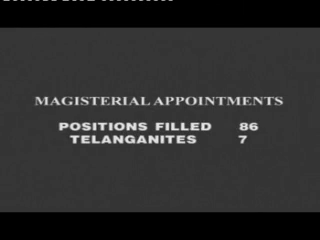 MAGISTERIAL APPOINTMENTS
POSITIONS FILLED 86
TELANGANITES 7